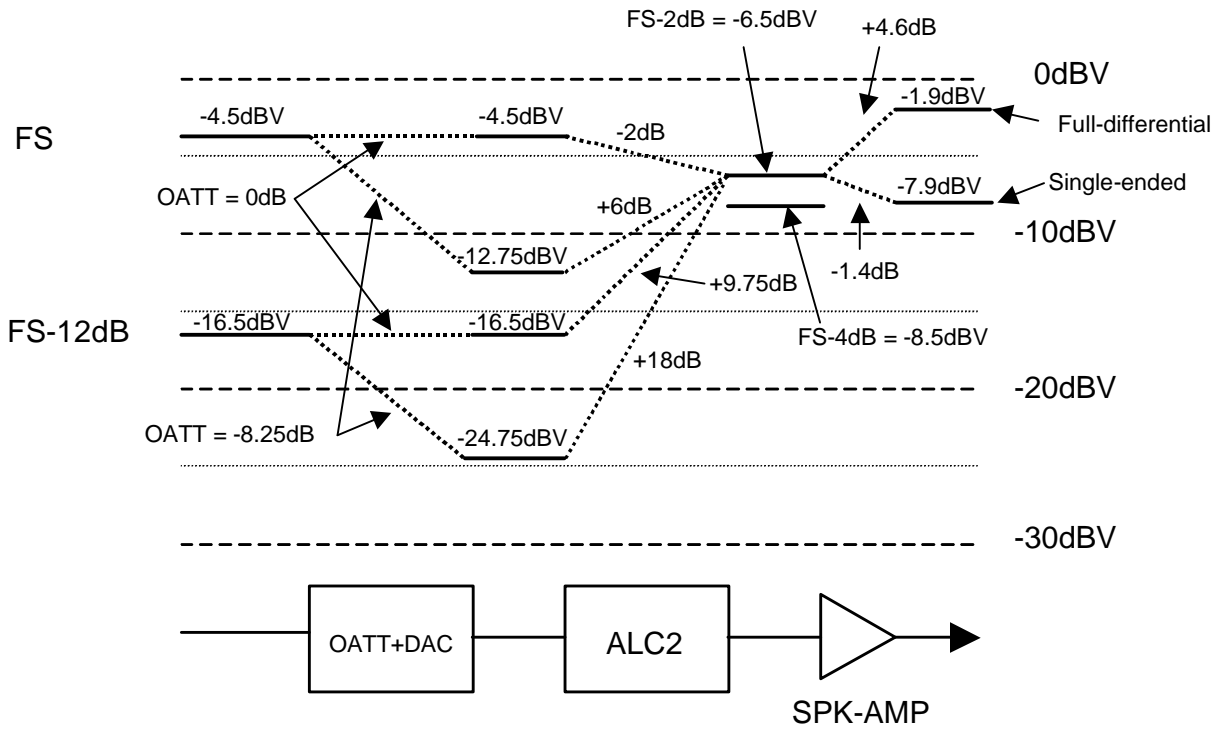 FS-2dB = -6.5dBV
+4.6dB
0dBV
-1.9dBV
-4.5dBV
-4.5dBV
-2dB
Full-differential
FS
OATT = 0dB
+6dB
-7.9dBV
Single-ended
-10dBV
-12.75dBV
-1.4dB
+9.75dB
-16.5dBV
-16.5dBV
FS-12dB
FS-4dB = -8.5dBV
+18dB
-20dBV
OATT = -8.25dB
-24.75dBV
-30dBV
OATT+DAC
ALC2
SPK-AMP